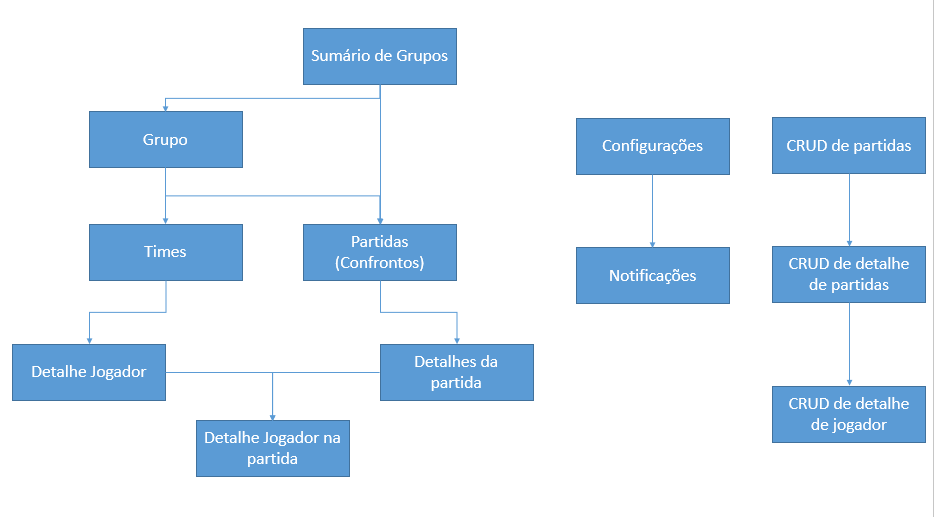 Sumário de Grupos
Grupo
Times
Partidas
(Confrontos)
Detalhe Jogador
Detalhes da
partida
Detalhe Jogador na
partida
Configurações
Notificações
CRUD de partidas
CRUD de detalhe
de partidas
CRUD de detalhe
de jogador